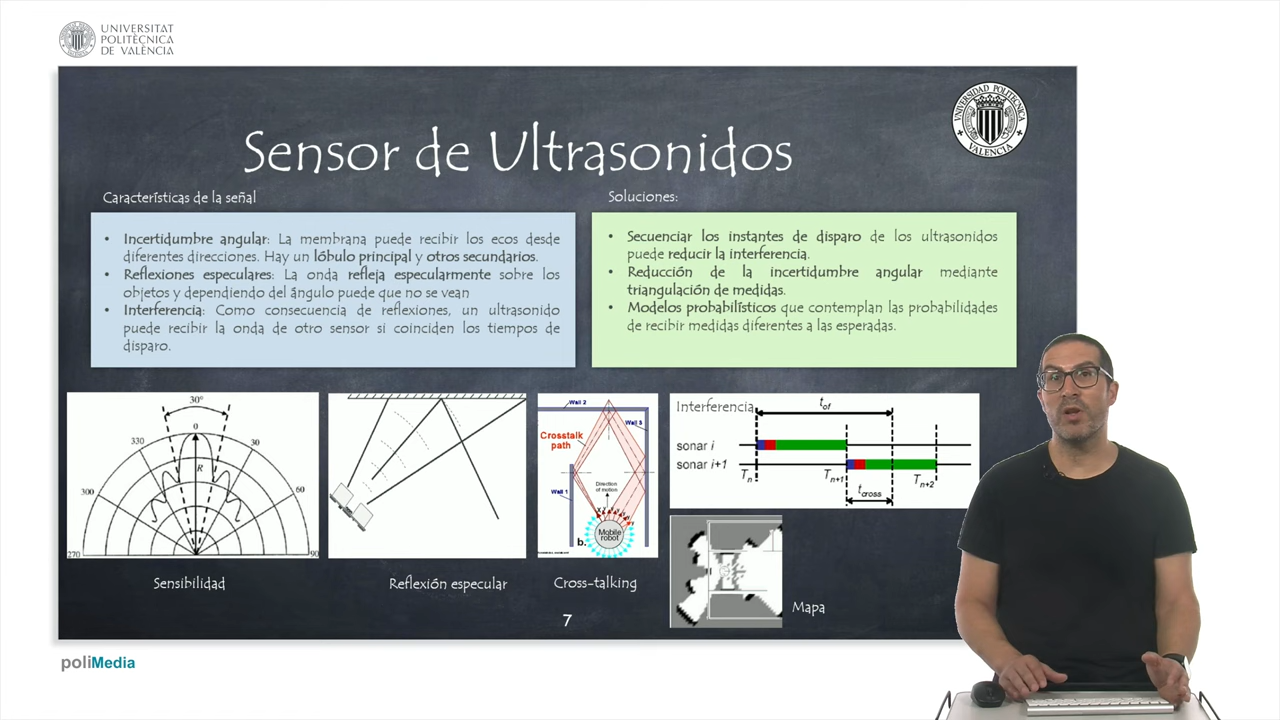 UNIVERSITAT
POLITÈCNICA
DE VALÈNCIA
UNIVERSIDAD POLITECNICA
VALENCIA
Sensor de Ultrasonidos
Características de la señal
• Incertidumbre angular: La membrana puede recibir los ecos desde
diferentes direcciones. Hay un lóbulo principal y otros secundarios.
• Reflexiones especulares: La onda refleja especularmente sobre los
objetos y dependiendo del ángulo puede que no se vean
• Interferencia: Como consecuencia de reflexiones, un ultrasonido
puede recibir la onda de otro sensor si coinciden los tiempos de
disparo.
Soluciones:
• Secuenciar los instantes de disparo de los ultrasonidos
puede reducir la interferencia.
• Reducción de la incertidumbre angular mediante
triangulación de medidas.
• Modelos probabilísticos que contemplan las probabilidades
de recibir medidas diferentes a las esperadas.
30°
0
330
30
R
300
60
270
90
Sensibilidad
Reflexión especular
Wall 2
Wall 3
Crosstalk
path
Wall 1
Direction
of motion
Mobile
robot
b.
Cross-talking
Interferencia
tof
sonar i
sonar i+1
Tn
Tn+1
Tn+2
tcross
Mapa
7
poliMedia